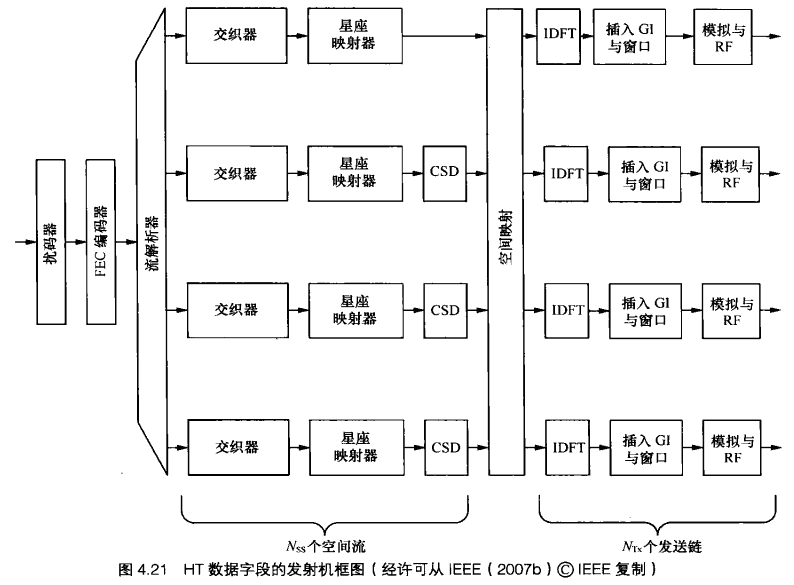 扰码器
FEC 编码器
流解析器
交织器
星座
映射器
空间映射
IDFT
插入 GI
与窗口
模拟与
RF
交织器
星座
映射器
CSD
IDFT
插入 GI
与窗口
模拟与
RF
交织器
星座
映射器
CSD
IDFT
插入 GI
与窗口
模拟与
RF
交织器
星座
映射器
CSD
IDFT
插入 GI
与窗口
模拟与
RF
NSS个空间流
NTx个发送链
图 4.21 HT 数据字段的发射机框图(经许可从 IEEE(2007b)© IEEE 复制)